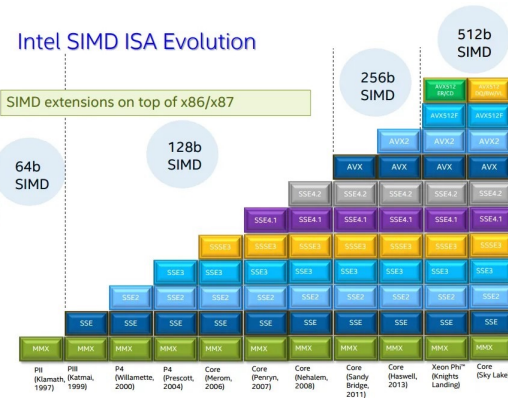 Intel SIMD ISA Evolution
SIMD extensions on top of x86/x87
64b
SIMD
128b
SIMD
256b
SIMD
512b
SIMD
AVX512
ER/CD
AVX512
AVX512F AVX512F
AVX2 AVX2 AVX2
AVX AVX AVX AVX
SSE4.2 SSE4.2 SSE4.2 SSE4.2 SSE4.2
SSE4.1 SSE4.1 SSE4.1 SSE4.1 SSE4.1 SSE4.1
SSSE3 SSSE3 SSSE3 SSSE3 SSSE3 SSSE3 SSSE3
SSE3 SSE3 SSE3 SSE3 SSE3 SSE3 SSE3 SSE3
SSE2 SSE2 SSE2 SSE2 SSE2 SSE2 SSE2 SSE2 SSE2
SSE SSE SSE SSE SSE SSE SSE SSE SSE SSE
MMX MMX MMX MMX MMX MMX MMX MMX MMX MMX MMX
PII
(Klamath,
1997)
PIII
(Katmai,
1999)
P4
(Willamette,
2000)
P4
(Prescott,
2004)
Core
(Merom,
2006)
Core
(Penryn,
2007)
Core
(Nehalem,
2008)
Core
(Sandy
Bridge,
2011)
Core
(Haswell,
2013)
Xeon Phi™
(Knights
Landing)
Core
(Sky Lake